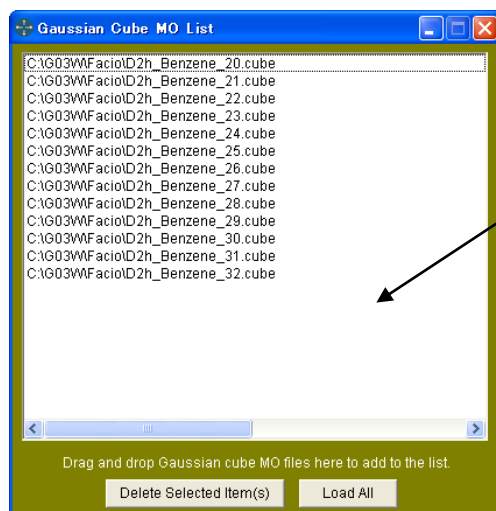 Gaussian Cube MO List
C:\G03W\Facio\D2h_Benzene_20.cube
C:\G03W\Facio\D2h_Benzene_21.cube
C:\G03W\Facio\D2h_Benzene_22.cube
C:\G03W\Facio\D2h_Benzene_23.cube
C:\G03W\Facio\D2h_Benzene_24.cube
C:\G03W\Facio\D2h_Benzene_25.cube
C:\G03W\Facio\D2h_Benzene_26.cube
C:\G03W\Facio\D2h_Benzene_27.cube
C:\G03W\Facio\D2h_Benzene_28.cube
C:\G03W\Facio\D2h_Benzene_29.cube
C:\G03W\Facio\D2h_Benzene_30.cube
C:\G03W\Facio\D2h_Benzene_31.cube
C:\G03W\Facio\D2h_Benzene_32.cube
Drag and drop Gaussian cube MO files here to add to the list.
Delete Selected Item(s) Load All